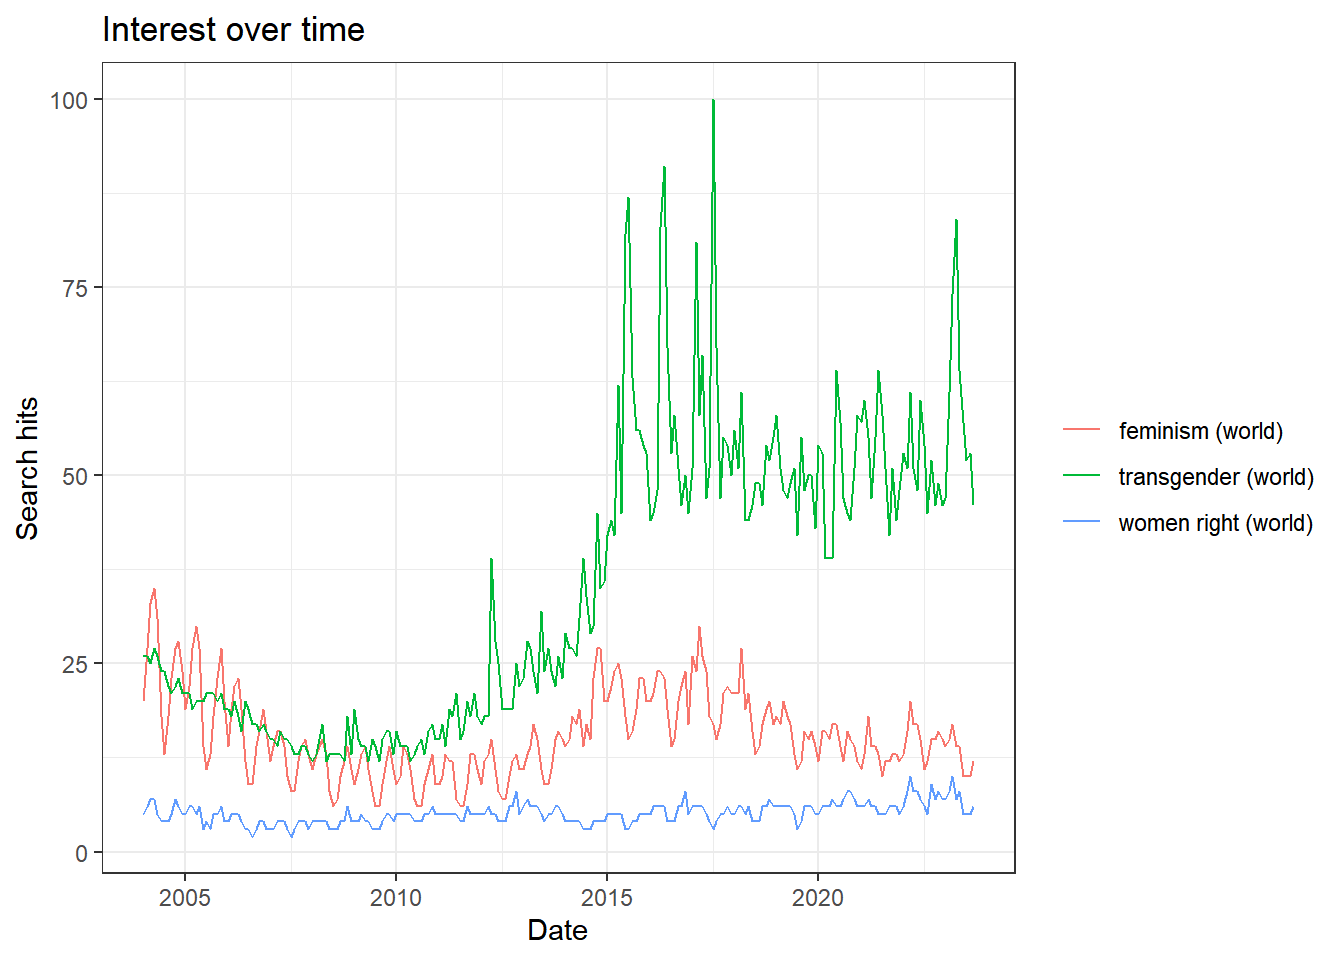 Interest over time
100
75
50
25
0
Search hits
2005
2010
2015
2020
Date
feminism (world)
transgender (world)
women right (world)